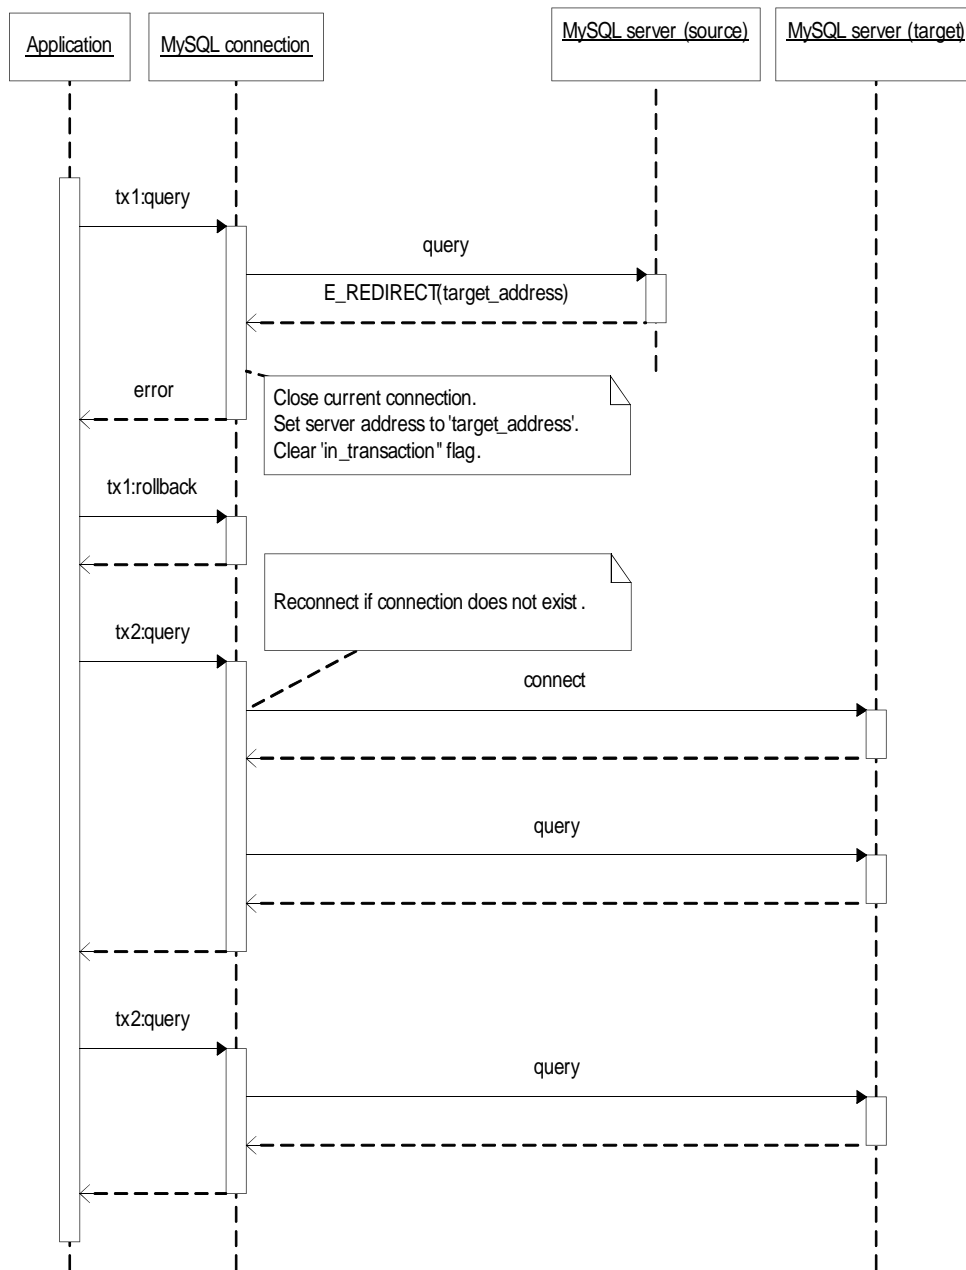 Application
MySQL connection
MySQL server (source)
MySQL server (target)
tx1:query
query
E_REDIRECT(target_address)
error
Close current connection.
Set server address to 'target_address'.
Clear 'in_transaction" flag.
tx1:rollback
Reconnect if connection does not exist .
tx2:query
connect
query
tx2:query
query